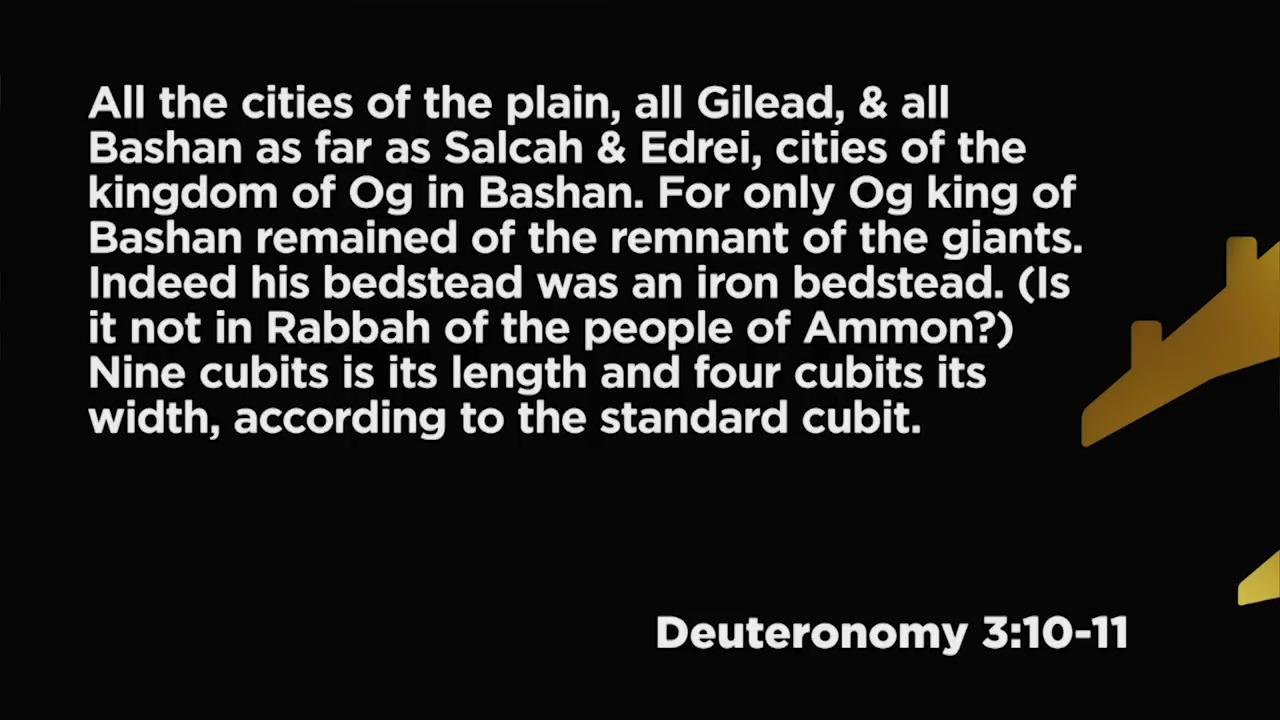 All the cities of the plain, all Gilead, & all
Bashan as far as Salcah & Edrei, cities of the
kingdom of Og in Bashan. For only Og king of
Bashan remained of the remnant of the giants.
Indeed his bedstead was an iron bedstead. (Is
it not in Rabbah of the people of Ammon?)
Nine cubits is its length and four cubits its
width, according to the standard cubit.
Deuteronomy 3:10-11